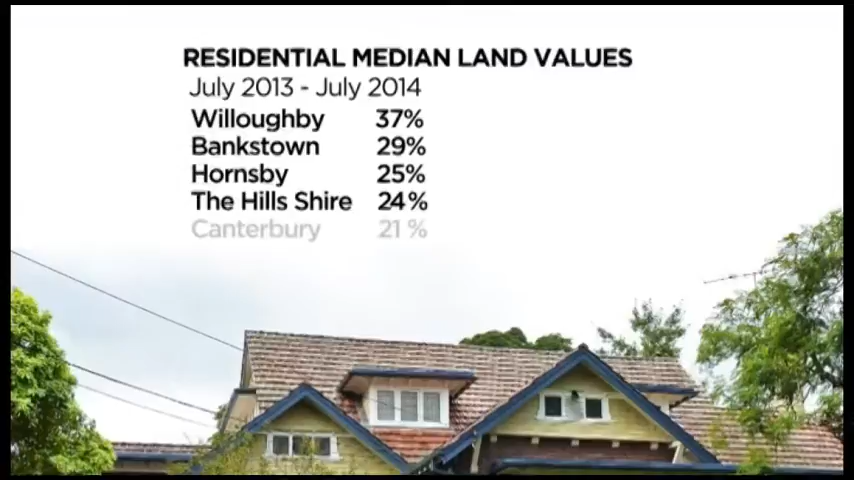 RESIDENTIAL MEDIAN LAND VALUES
July 2013 - July 2014
Willoughby 37%
Bankstown 29%
Hornsby 25%
The Hills Shire 24%
Canterbury 21 %